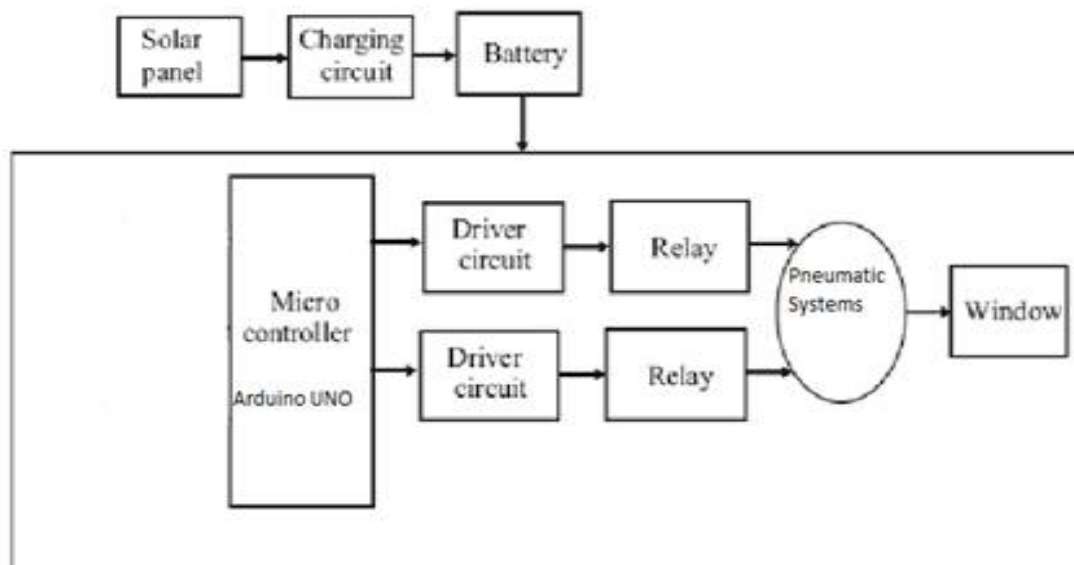 Solar
panel
Charging
circuit
Battery
Micro
controller
Arduino UNO
Driver
circuit
Relay
Driver
circuit
Relay
Pneumatic
Systems
Window